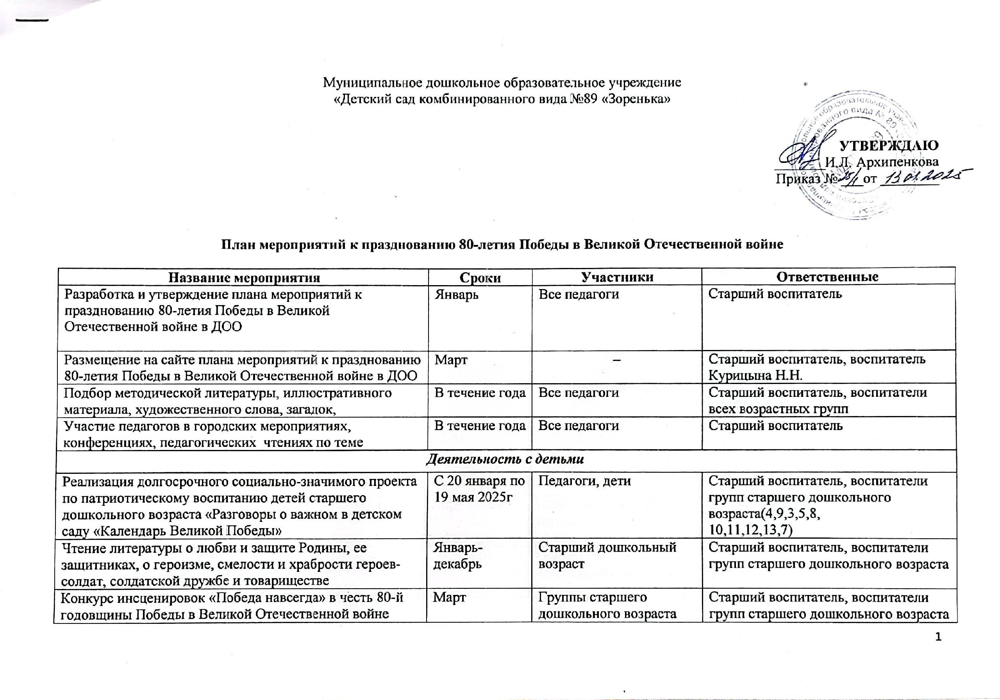 Муниципальное дошкольное образовательное учреждение
«Детский сад комбинированного вида №89 «Зоренька»
УТВЕРЖДАЮ
И.Л. Архипенкова
Приказ № от 13.01.2025
План мероприятий к празднованию 80-летия Победы в Великой Отечественной войне
Название мероприятия Сроки Участники Ответственные
Разработка и утверждение плана мероприятий к Январь Все педагоги Старший воспитатель
празднованию 80-летия Победы в Великой
Отечественной войне в ДОО
Размещение на сайте плана мероприятий к празднованию Март – Старший воспитатель, воспитатель
80-летия Победы в Великой Отечественной войне в ДОО Курицына Н.Н.
Подбор методической литературы, иллюстративного В течение года Все педагоги Старший воспитатель, воспитатели
материала, художественного слова, загадок, всех возрастных групп
Участие педагогов в городских мероприятиях, В течение года Все педагоги Старший воспитатель
конференциях, педагогических чтениях по теме
Деятельность с детьми
Реализация долгосрочного социально-значимого проекта С 20 января по Педагоги, дети Старший воспитатель, воспитатели
по патриотическому воспитанию детей старшего 19 мая 2025г групп старшего дошкольного
дошкольного возраста «Разговоры о важном в детском возраста(4,9,3,5,8,
саду «Календарь Великой Победы» 10,11,12,13,7)
Чтение литературы о любви и защите Родины, ее Январь- Старший дошкольный Старший воспитатель, воспитатели
защитниках, о героизме, смелости и храбрости героев- декабрь возраст групп старшего дошкольного возраста
солдат, солдатской дружбе и товариществе
Конкурс инсценировок «Победа навсегда» в честь 80-й Март Группы старшего Старший воспитатель, воспитатели
годовщины Победы в Великой Отечественной войне дошкольного возраста групп старшего дошкольного возраста
1